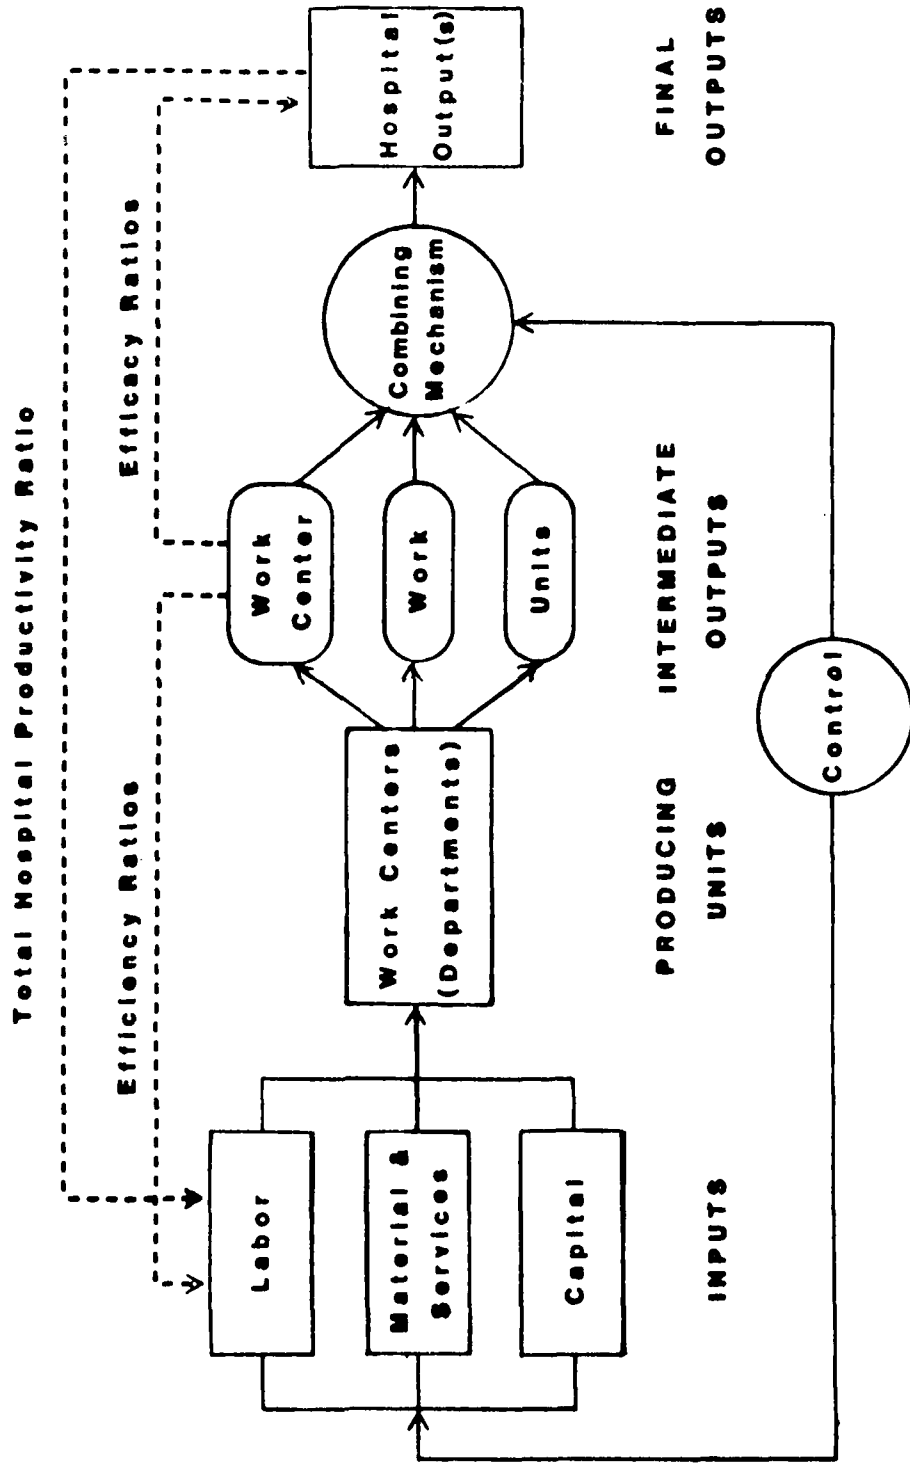 Total Hospital Productivity Ratio
Efficiency Ratios
Efficacy Ratios
Labor
Material &
Services
Capital
Work Centers
(Departments)
Work
Center
Work
Units
Combining
Mechanism
Hospital
Output(s)
INPUTS
PRODUCING
UNITS
INTERMEDIATE
OUTPUTS
FINAL
OUTPUTS
Control